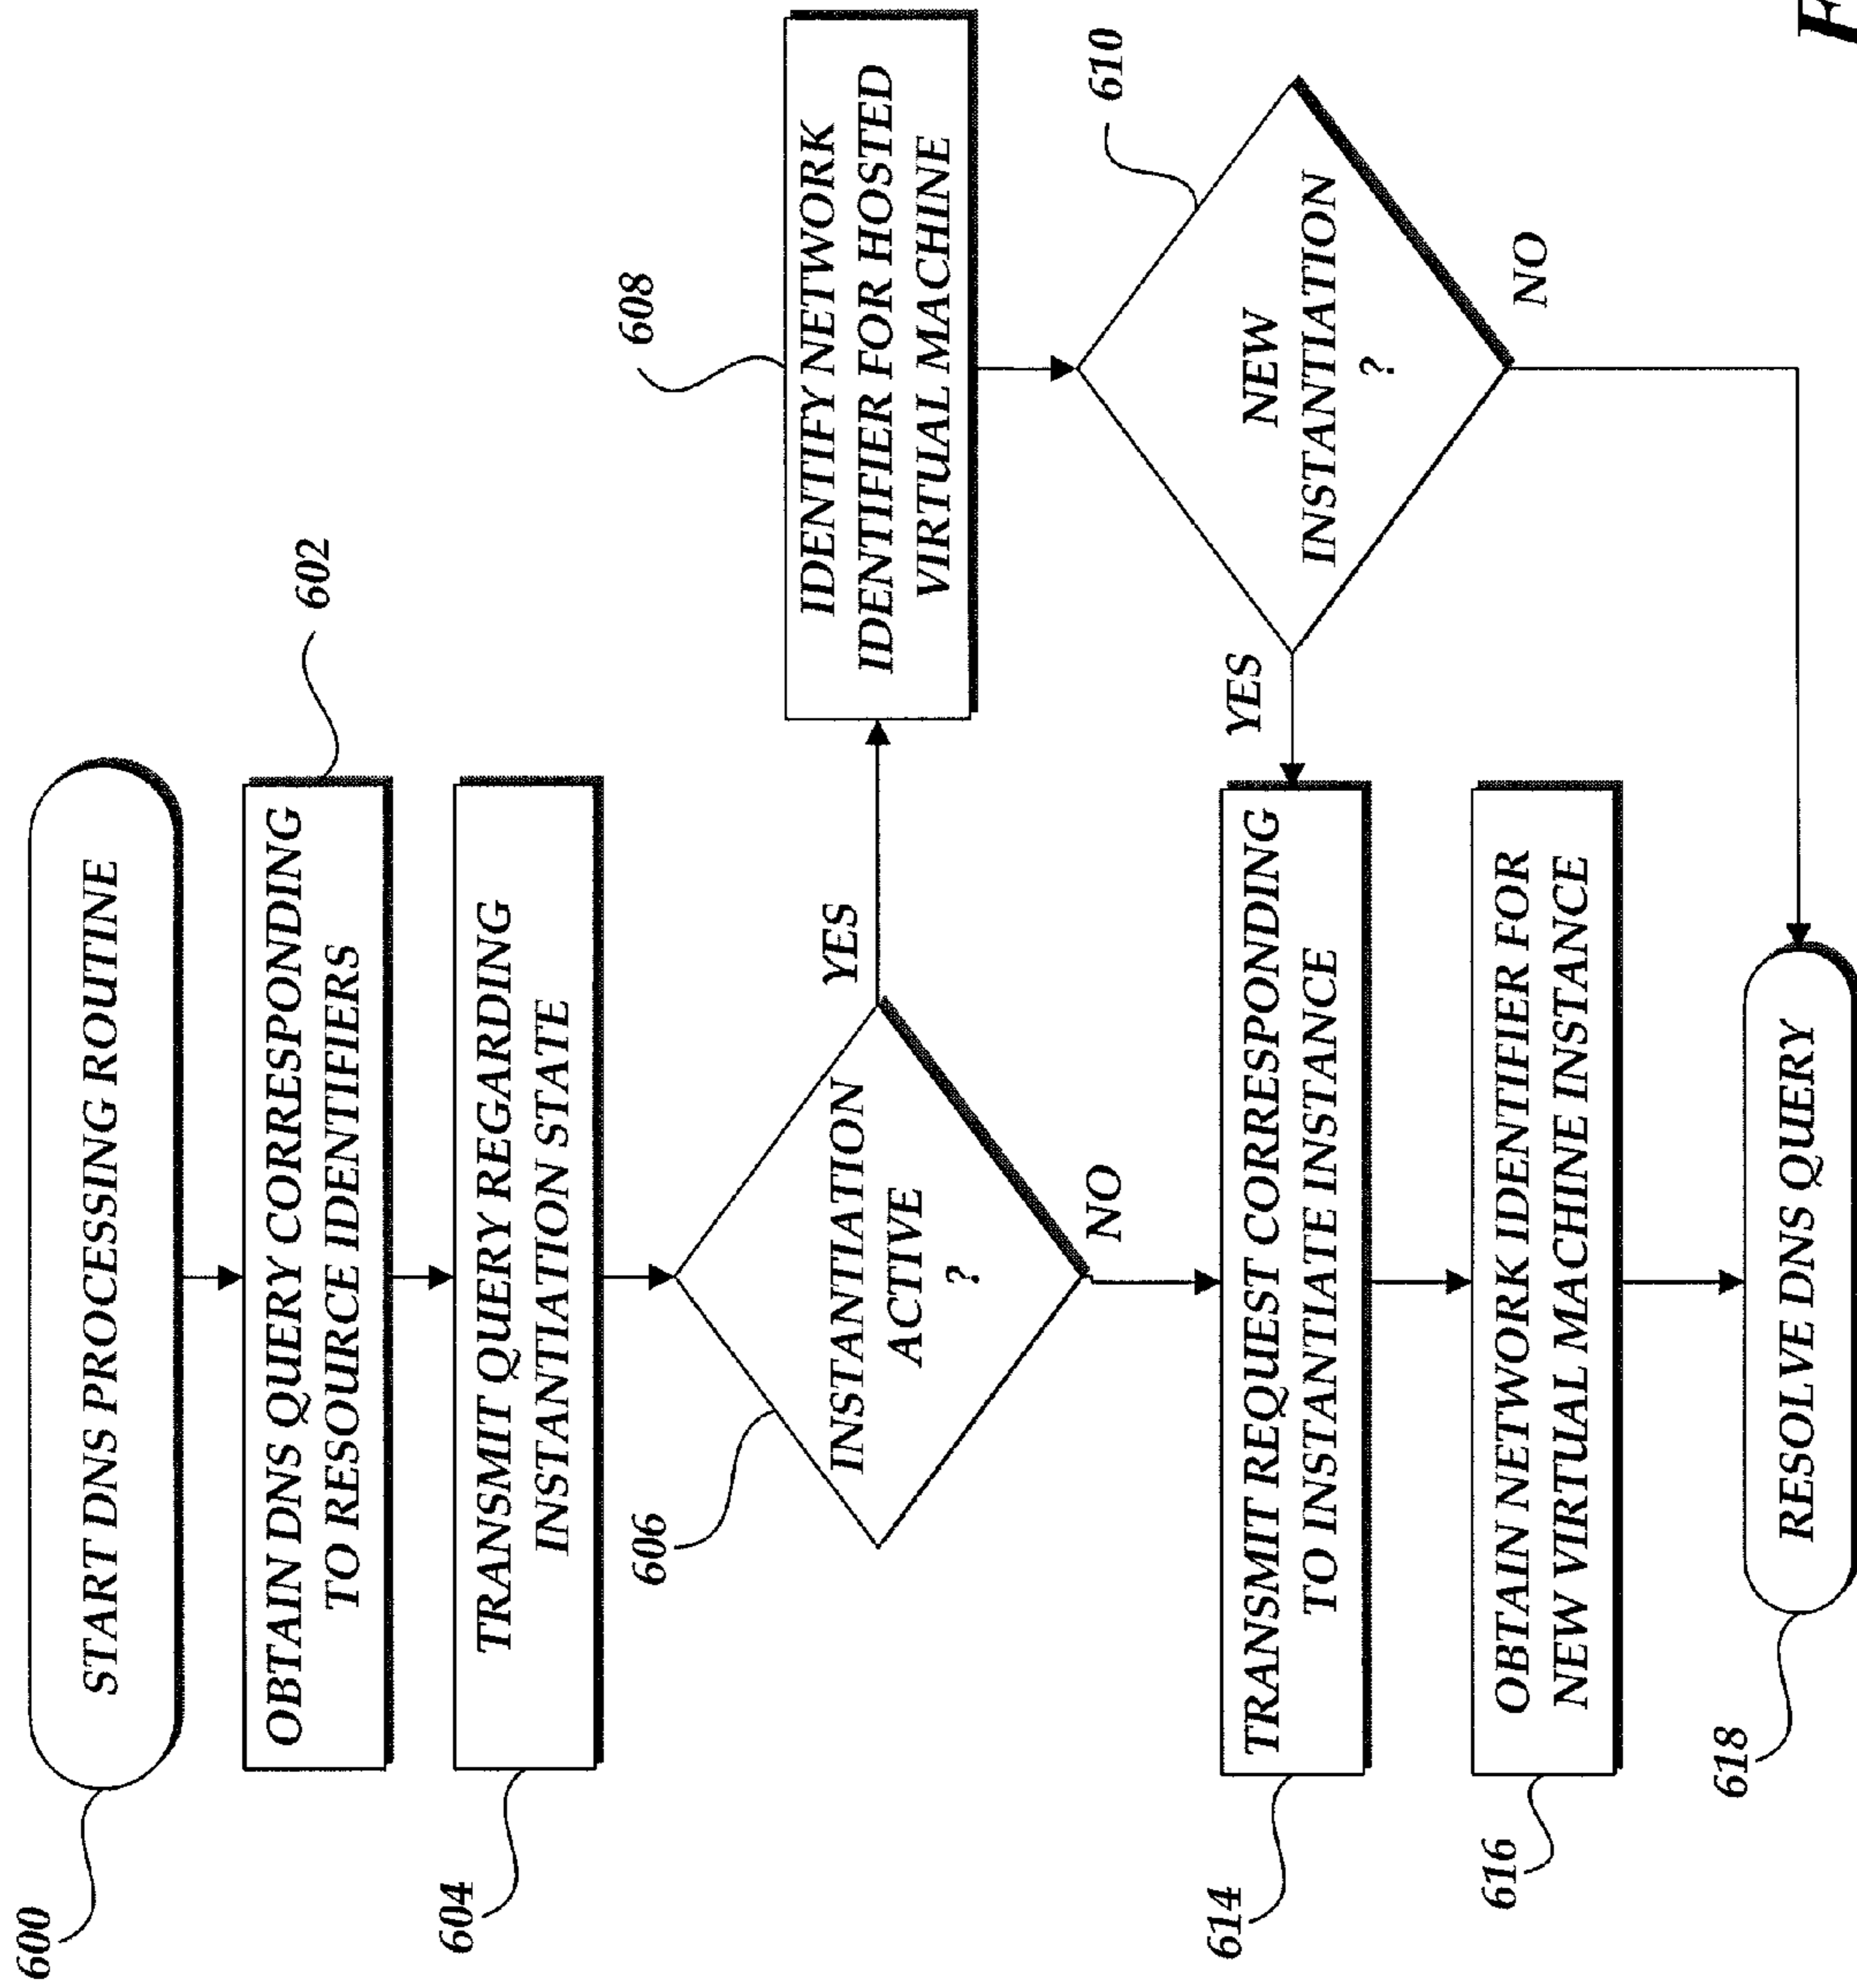 600
START DNS PROCESSING ROUTINE
602
OBTAIN DNS QUERY CORRESPONDING
TO RESOURCE IDENTIFIERS
604
TRANSMIT QUERY REGARDING
INSTANTIATION STATE
606
INSTANTIATION
ACTIVE
?
YES
NO
608
IDENTIFY NETWORK
IDENTIFIER FOR HOSTED
VIRTUAL MACHINE
610
NEW
INSTANTIATION
?
YES
NO
614
TRANSMIT REQUEST CORRESPONDING
TO INSTANTIATE INSTANCE
616
OBTAIN NETWORK IDENTIFIER FOR
NEW VIRTUAL MACHINE INSTANCE
618
RESOLVE DNS QUERY